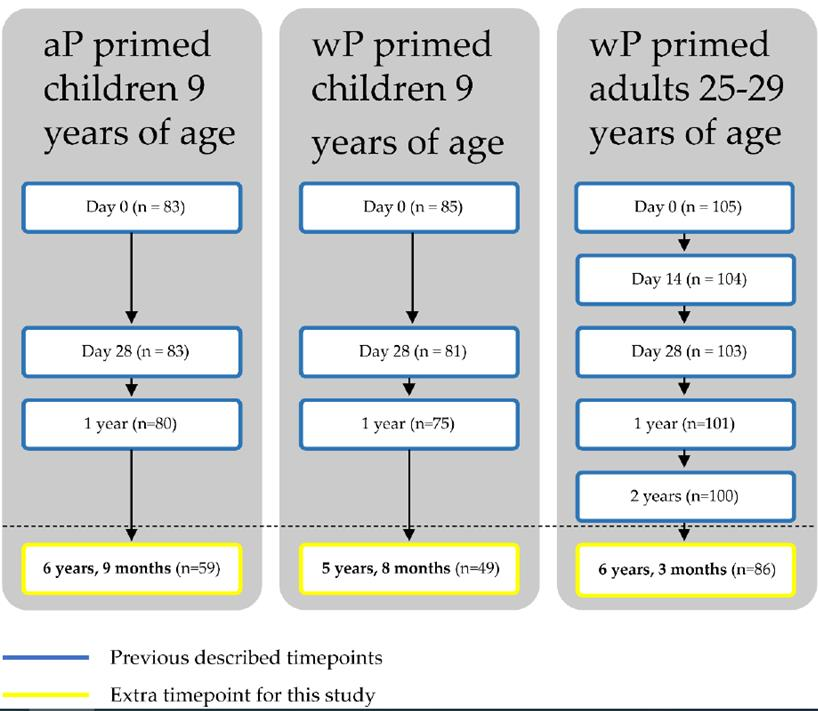 aP primed
children 9
years of age
Day 0 (n = 83)
Day 28 (n = 83)
1 year (n=80)
6 years, 9 months (n=59)
wP primed
children 9
years of age
Day 0 (n = 85)
Day 28 (n = 81)
1 year (n=75)
5 years, 8 months (n=49)
wP primed
adults 25-29
years of age
Day 0 (n = 105)
Day 14 (n = 104)
Day 28 (n = 103)
1 year (n=101)
2 years (n=100)
6 years, 3 months (n=86)
Previous described timepoints
Extra timepoint for this study